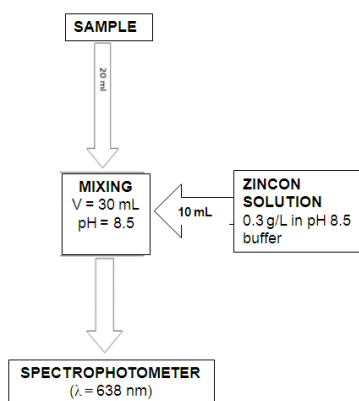 SAMPLE
20 ml
MIXING
V = 30 mL
pH = 8.5
10 mL
ZINCON
SOLUTION
0.3 g/L in pH 8.5
buffer
SPECTROPHOTOMETER
(λ = 638 nm)